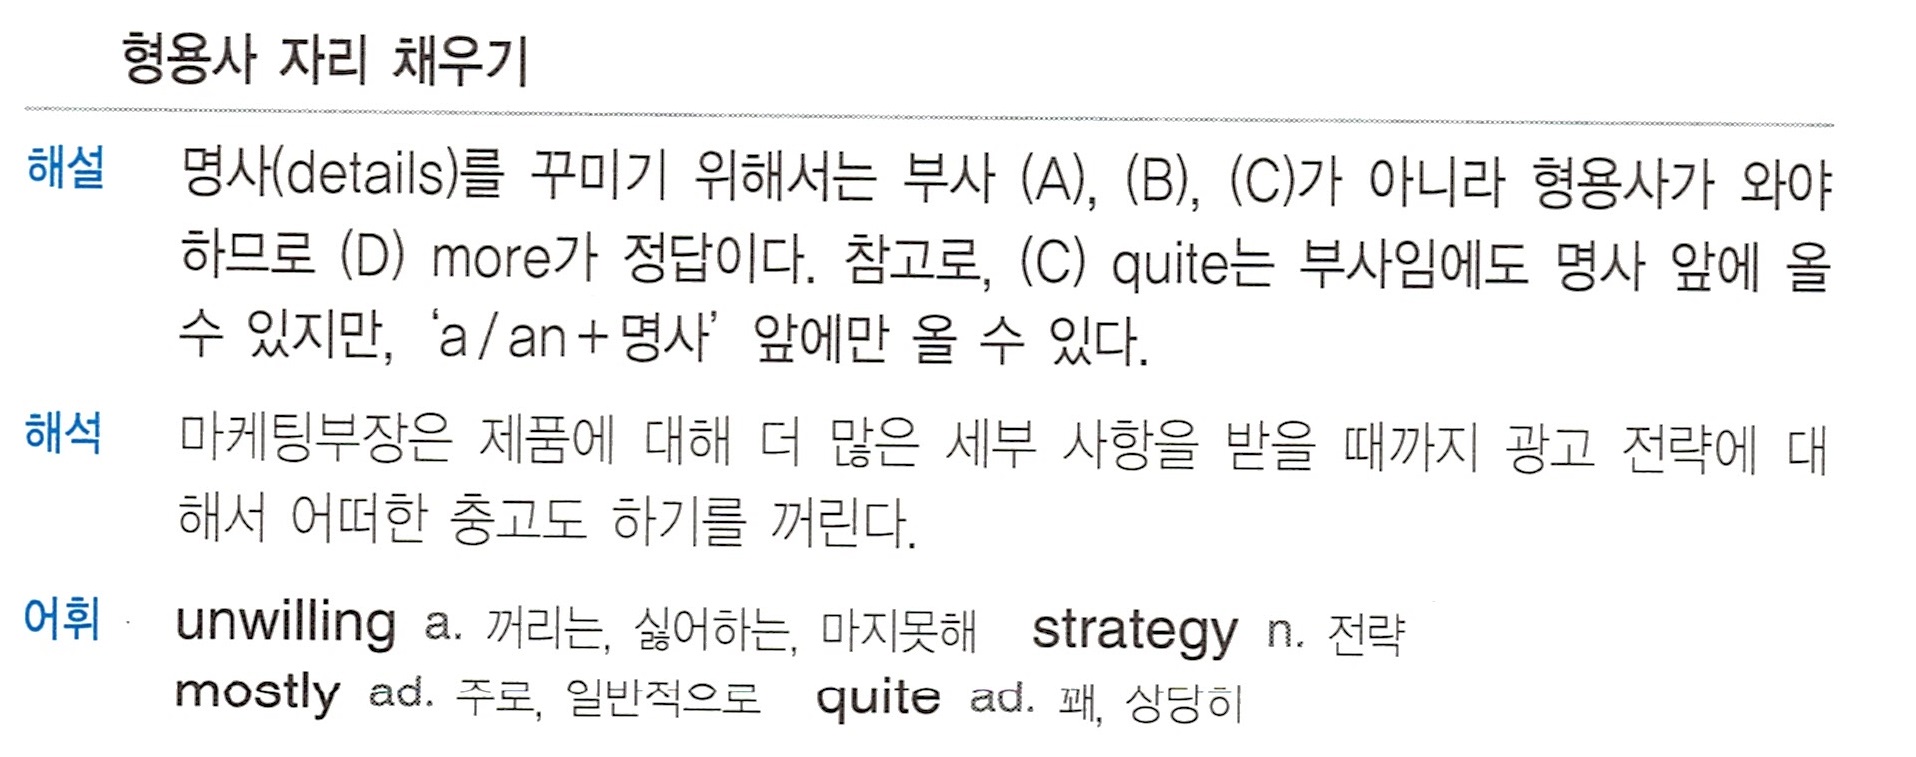 형용사 자리 채우기
해설 명사(details)를 꾸미기 위해서는 부사 (A), (B), (C)가 아니라 형용사가 와야
하므로 (D) more가 정답이다. 참고로, (C) quite는 부사임에도 명사 앞에 올
수 있지만, ‘a/an+명사’ 앞에만 올 수 있다.
해석 마케팅부장은 제품에 대해 더 많은 세부 사항을 받을 때까지 광고 전략에 대
해서 어떠한 충고도 하기를 꺼린다.
어휘 unwilling a. 꺼리는, 싫어하는, 마지못해 strategy n. 전략
mostly ad. 주로, 일반적으로 quite ad. 꽤, 상당히